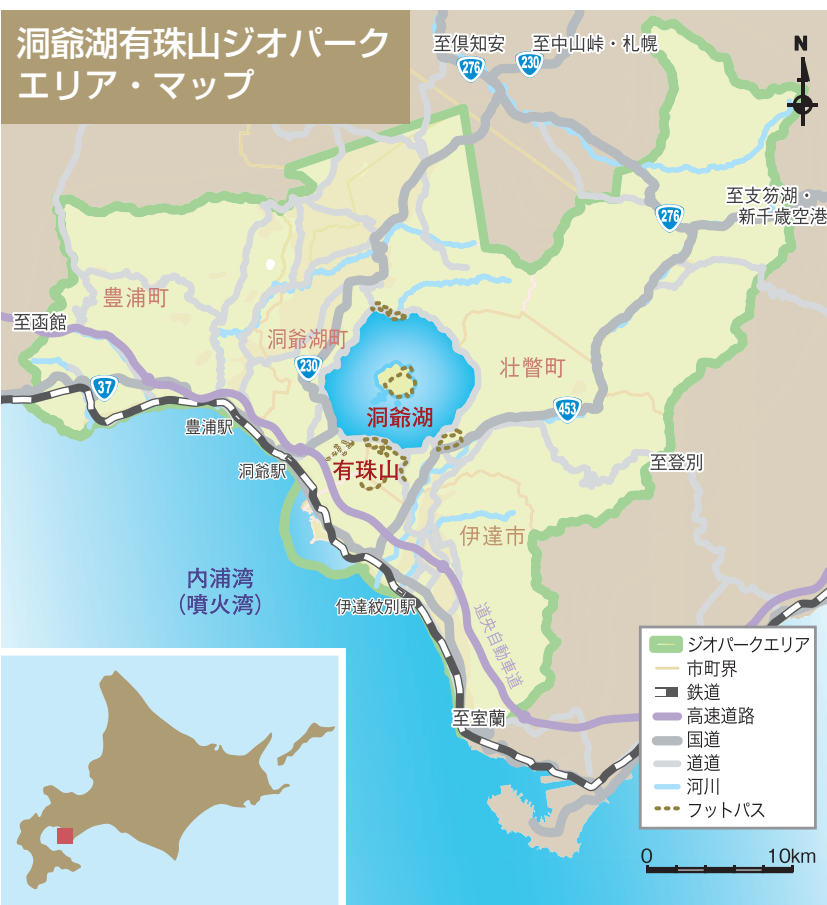 洞爺湖有珠山ジオパーク
エリア・マップ
至倶知安
276
至中山峠・札幌
230
N
至支笏湖・
新千歳空港
276
豊浦町
至函館
洞爺湖町
230
壮瞥町
37
453
洞爺湖
豊浦駅
有珠山
洞爺駅
至登別
伊達市
内浦湾
(噴火湾)
伊達紋別駅
道央自動車道
至室蘭
ジオパークエリア
市町界
鉄道
高速道路
国道
道道
河川
フットパス
0 10km